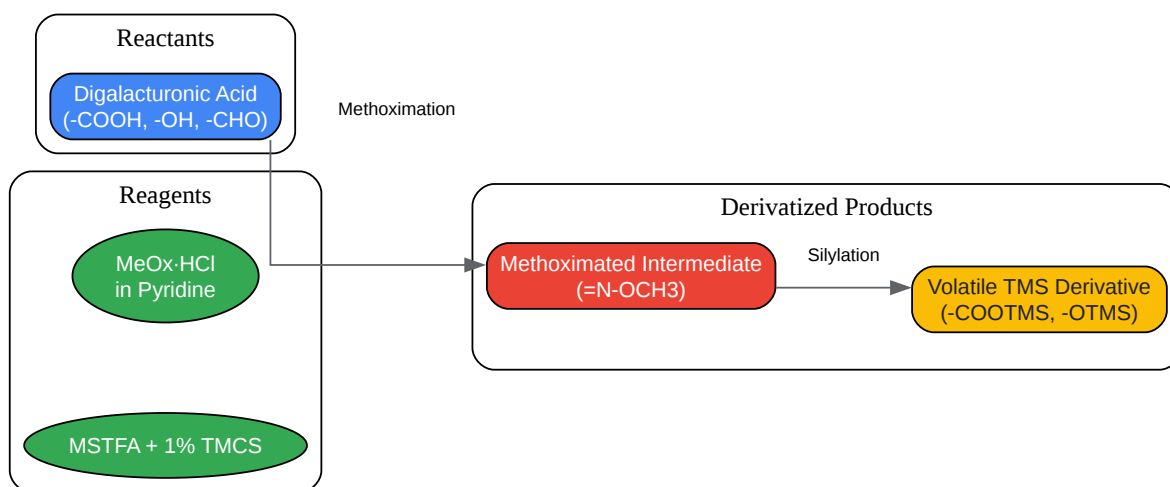 Reactants
Digalacturonic Acid
(-COOH, -OH, -CHO)
Methoximation
Reagents
MeOx·HCl
in Pyridine
MSTFA + 1% TMCS
Derivatized Products
Methoximated Intermediate
(=N-OCH3)
Silylation
Volatile TMS Derivative
(-COOTMS, -OTMS)